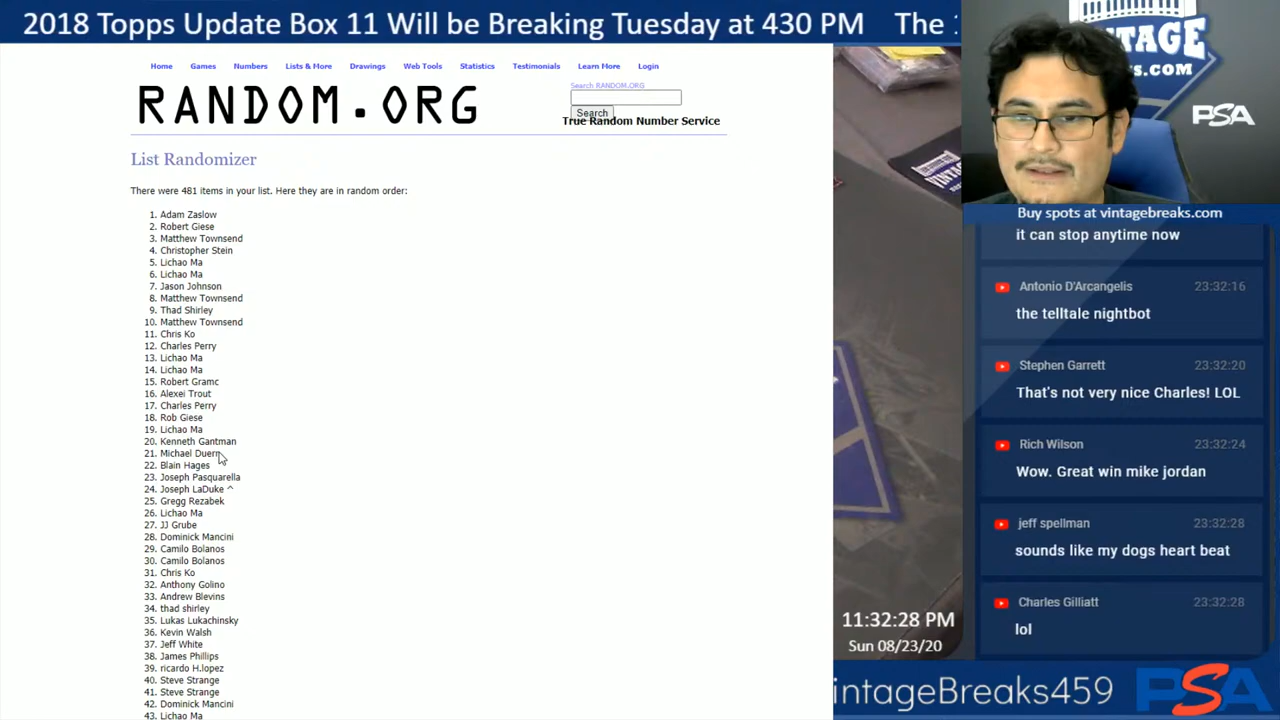 2018 Topps Update Box 11 Will be Breaking Tuesday at 430 PM The
Home Games Numbers Lists & More Drawings Web Tools Statistics Testimonials Learn More Login
RANDOM.ORG
Search RANDOM.ORG
Search
True Random Number Service
List Randomizer
There were 481 items in your list. Here they are in random order:
1. Adam Zaslow
2. Robert Giese
3. Matthew Townsend
4. Christopher Stein
5. Lichao Ma
6. Lichao Ma
7. Jason Johnson
8. Matthew Townsend
9. Thad Shirley
10. Matthew Townsend
11. Chris Ko
12. Charles Perry
13. Lichao Ma
14. Lichao Ma
15. Robert Gramc
16. Alexei Trout
17. Charles Perry
18. Rob Giese
19. Lichao Ma
20. Kenneth Gantman
21. Michael Duern
22. Blain Hages
23. Joseph Pasquarella
24. Joseph LaDuke ^
25. Gregg Rezabek
26. Lichao Ma
27. JJ Grube
28. Dominick Mancini
29. Camilo Bolanos
30. Camilo Bolanos
31. Chris Ko
32. Anthony Golino
33. Andrew Blevins
34. thad shirley
35. Lukas Lukachinsky
36. Kevin Walsh
37. Jeff White
38. James Phillips
39. ricardo H.lopez
40. Steve Strange
41. Steve Strange
42. Dominick Mancini
43. Lichao Ma
VINTAGE
.COM
PSA
Buy spots at vintagebreaks.com
it can stop anytime now
Antonio D'Arcangelis 23:32:16
the telltale nightbot
Stephen Garrett 23:32:20
That's not very nice Charles! LOL
Rich Wilson 23:32:24
Wow. Great win mike jordan
jeff spellman 23:32:28
sounds like my dogs heart beat
Charles Gilliatt 23:32:28
lol
11:32:28 PM
Sun 08/23/20
intageBreaks459
PSA